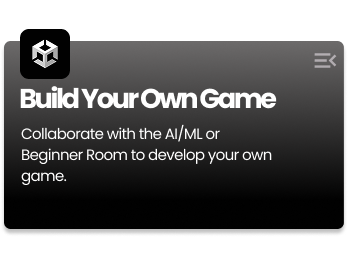 Build Your Own Game
Collaborate with the AI/ML or
Beginner Room to develop your own
game.